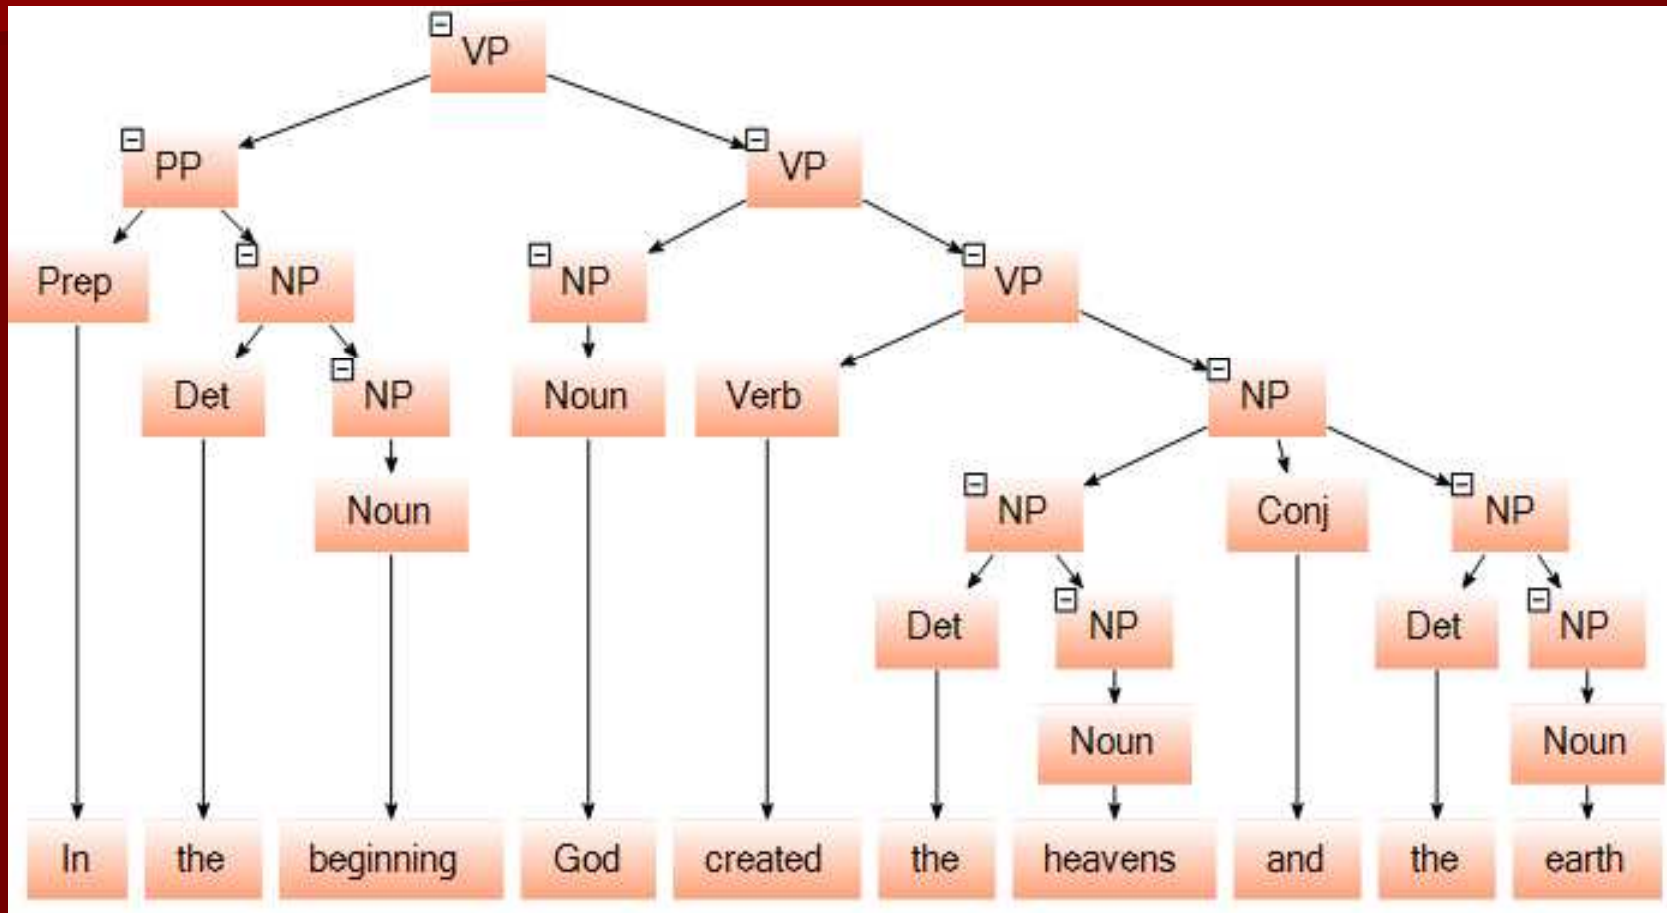 VP
PP VP
Prep NP NP VP
Det NP Noun Verb NP
Noun NP Conj NP
Det NP Det NP
Noun Noun
In the beginning God created the heavens and the earth